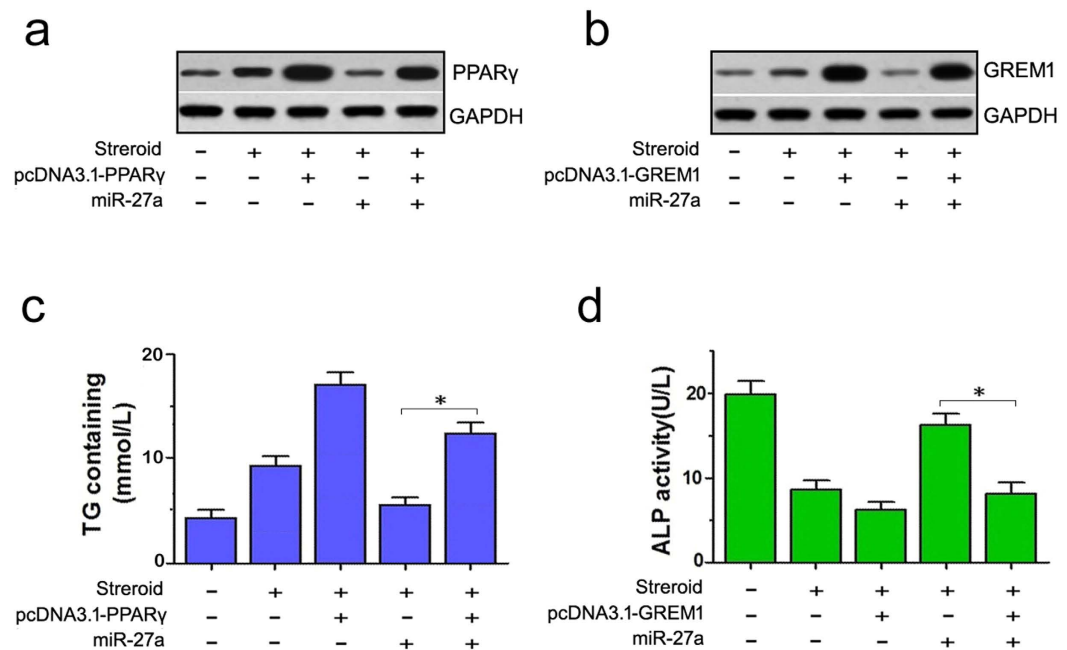 a
PPARγ
GAPDH
Streroid − + + + +
pcDNA3.1-PPARγ − − + − +
miR-27a − − − + +
b
GREM1
GAPDH
Streroid − + + + +
pcDNA3.1-GREM1 − − + − +
miR-27a − − − + +
c
TG containing
(mmol/L)
20
10
0
*
Streroid − + + + +
pcDNA3.1-PPARγ − − + − +
miR-27a − − − + +
d
ALP activity(U/L)
20
10
0
*
Streroid − + + + +
pcDNA3.1-GREM1 − − + − +
miR-27a − − − + +